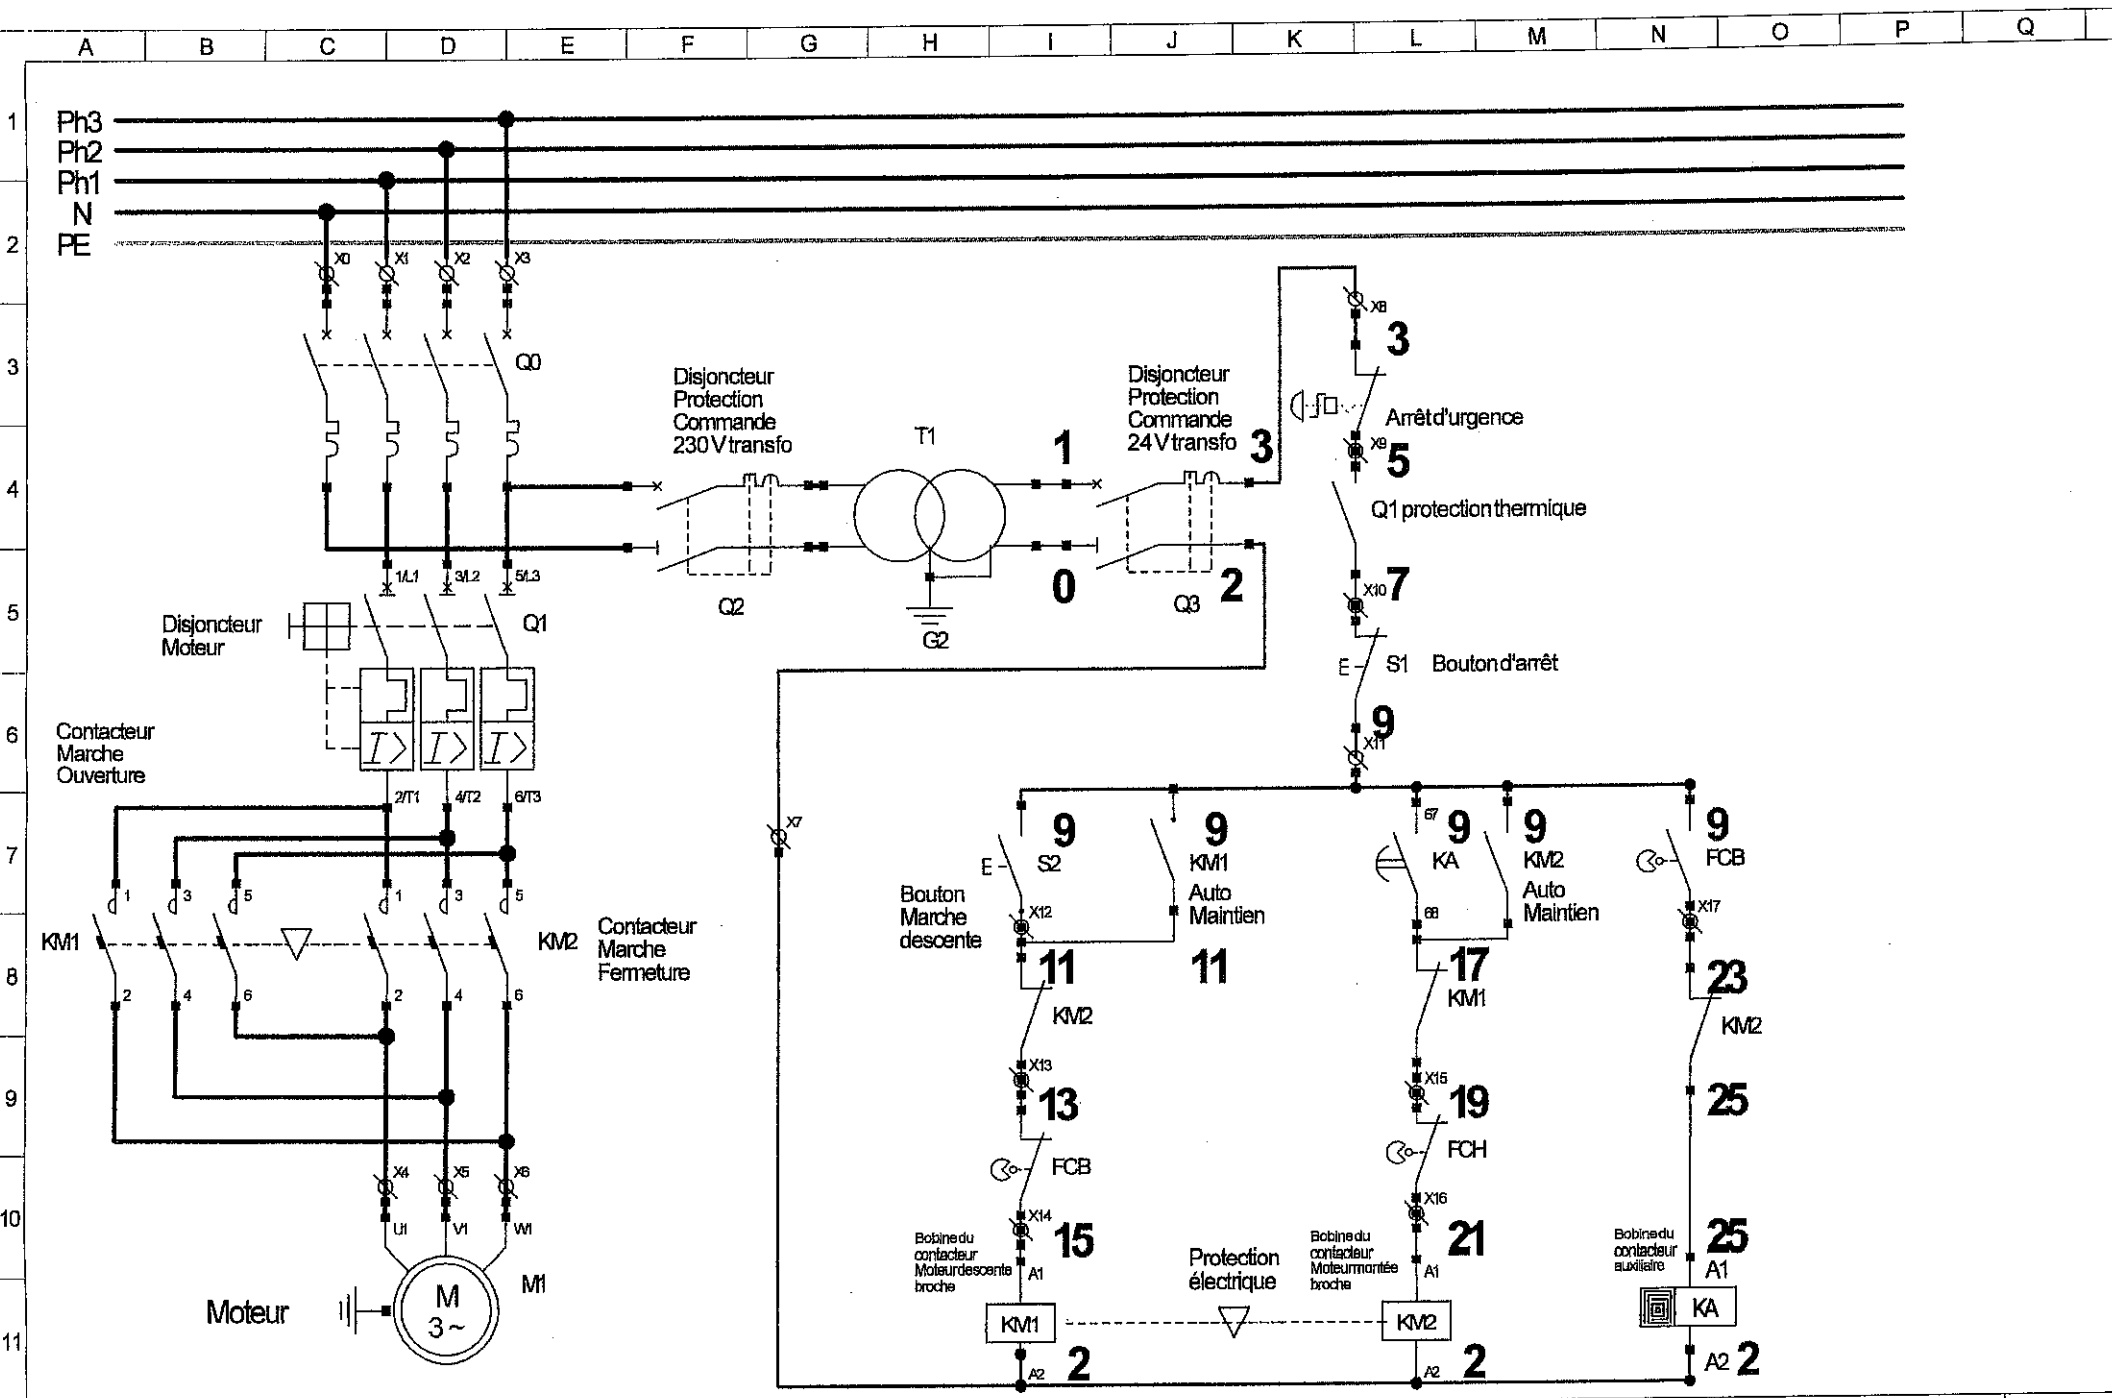 A B C D E F G H I J K L M N O P Q
1
Ph3
Ph2
Ph1
N
2
PE
X0 X1 X2 X3
X8
3
3
Q0
Disjoncteur
Protection
Commande
230 V transfo
T1
1
Disjoncteur
Protection
Commande
24 V transfo
3
Arrêt d'urgence
X9
5
4
Q1 protection thermique
1/L1 3/L2 5/L3
0
2
Q2
Q3
G2
X10
7
5
Disjoncteur
Moteur
Q1
S1 Bouton d'arrêt
9
X11
6
Contacteur
Marche
Ouverture
I> I> I>
2/T1 4/T2 6/T3
X7
67
9 9 9 9 9
7
E
S2
KM1
KA
KM2
FCB
Bouton
Marche
descente
Auto
Maintien
Auto
Maintien
1 3 5 1 3 5
X12
68
X17
KM1
KM2
Contacteur
Marche
Fermeture
8
11
11
17
23
KM2
KM1
KM2
2 4 6 2 4 6
X13
X15
9
13
19
25
FCB
FCH
X4 X5 X6
X14
X16
10
U1 V1 W1
15
21
25
Bobine du
contacteur
Moteur descente
broche
Protection
électrique
Bobine du
contacteur
Moteur montée
broche
Bobine du
contacteur
auxiliaire
A1
A1
A1
Moteur
M
3~
M1
11
KM1
KM2
KA
A2 2
A2 2
A2 2
E